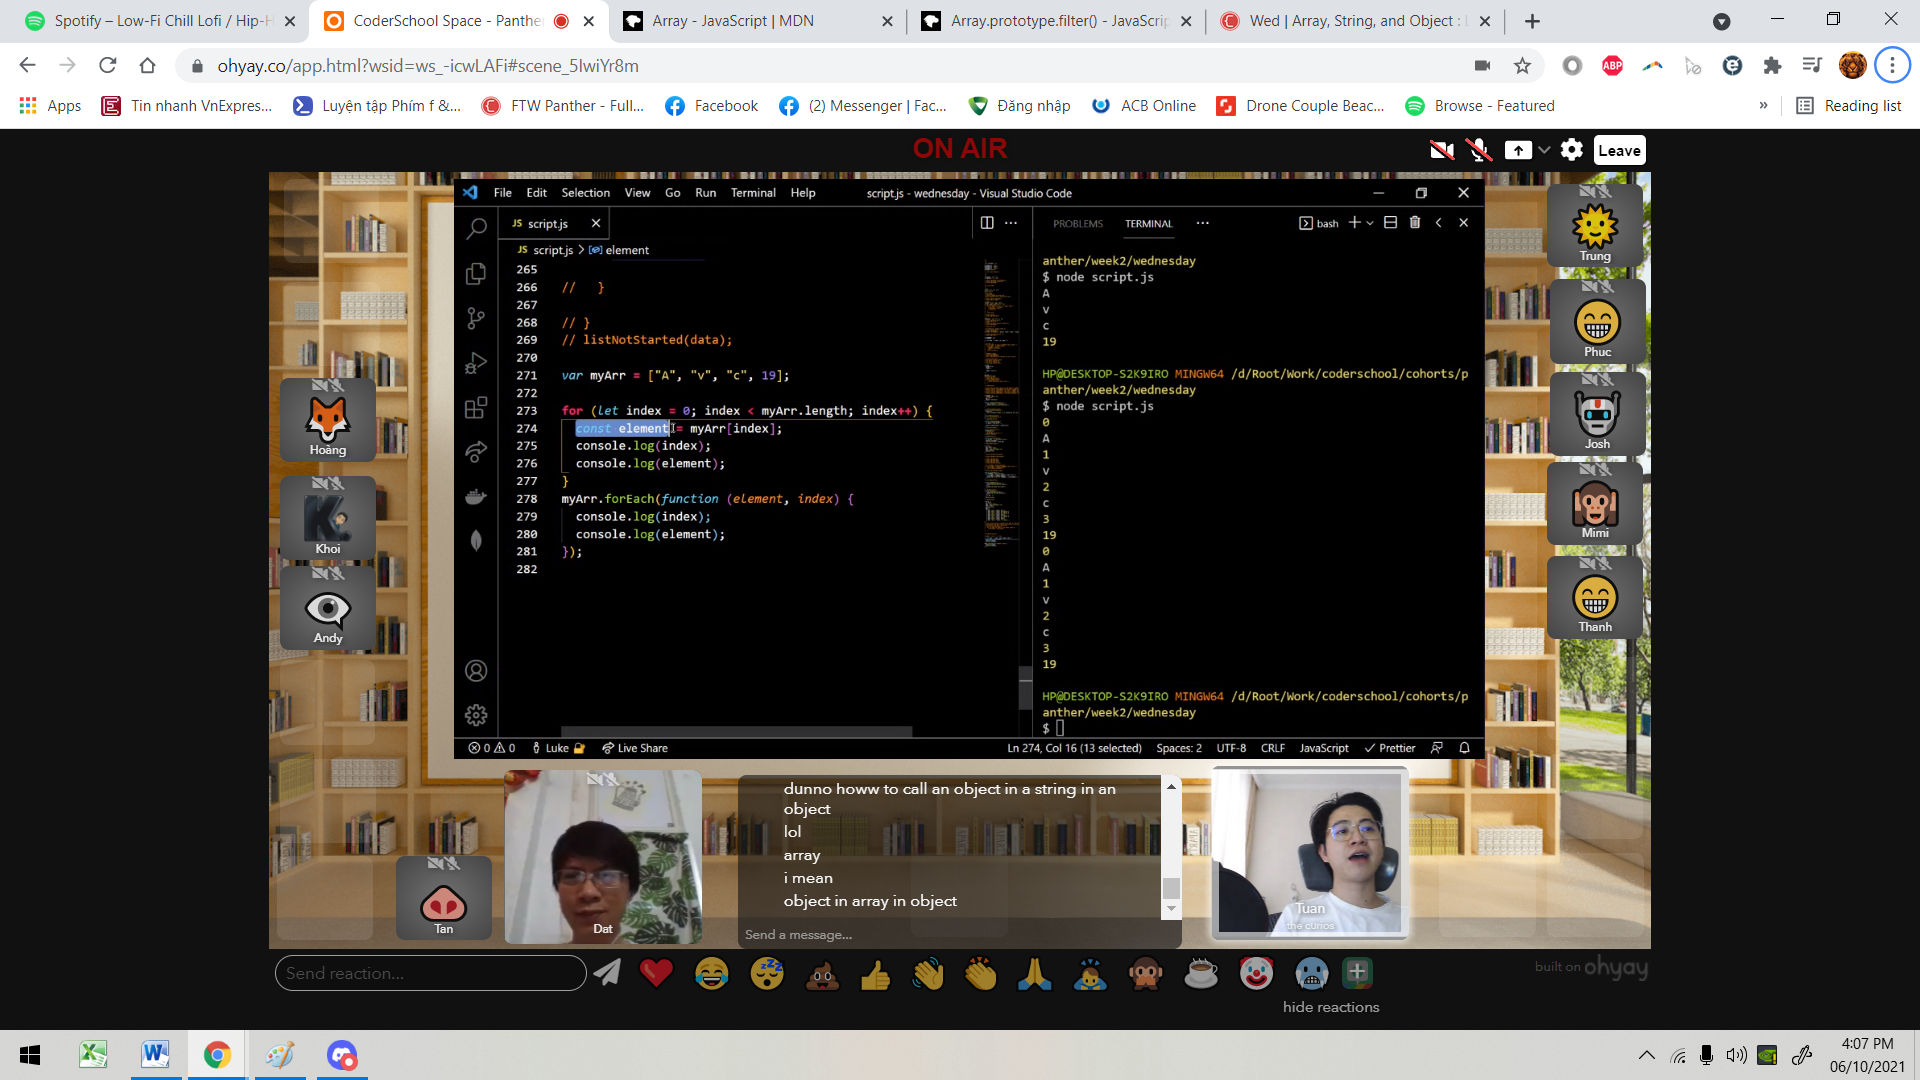 Spotify – Low-Fi Chill Lofi / Hip-H
CoderSchool Space - Panthe
Array - JavaScript | MDN
Array.prototype.filter() - JavaScrip
Wed | Array, String, and Object :
ohyay.co/app.html?wsid=ws_-icwLAFi#scene_5IwiYr8m
ABP
Apps
Tin nhanh VnExpres...
Luyện tập Phím f &...
FTW Panther - Full...
Facebook
(2) Messenger | Fac...
Đăng nhập
ACB Online
Drone Couple Beac...
Browse - Featured
»
Reading list
ON AIR
Leave
File Edit Selection View Go Run Terminal Help
script.js - wednesday - Visual Studio Code
JS script.js
JS script.js > element
265
266 // }
267
268 // }
269 // listNotStarted(data);
270
271 var myArr = ["A", "v", "c", 19];
272
273 for (let index = 0; index < myArr.length; index++) {
274 const element = myArr[index];
275 console.log(index);
276 console.log(element);
277 }
278 myArr.forEach(function (element, index) {
279 console.log(index);
280 console.log(element);
281 });
282
PROBLEMS TERMINAL ... bash
anther/week2/wednesday
$ node script.js
A
v
c
19
HP@DESKTOP-S2K9IRO MINGW64 /d/Root/Work/coderschool/cohorts/p
anther/week2/wednesday
$ node script.js
0
A
1
v
2
c
3
19
0
A
1
v
2
c
3
19
HP@DESKTOP-S2K9IRO MINGW64 /d/Root/Work/coderschool/cohorts/p
anther/week2/wednesday
$
0 0 Luke Live Share
Ln 274, Col 16 (13 selected) Spaces: 2 UTF-8 CRLF JavaScript Prettier
Hoàng
Khoi
Andy
Tan
Dat
Trung
Phuc
Josh
Mimi
Thanh
dunno howw to call an object in a string in an
object
lol
array
i mean
object in array in object
Send a message...
Tuan
the curios
Send reaction...
hide reactions
built on ohyay
4:07 PM
06/10/2021